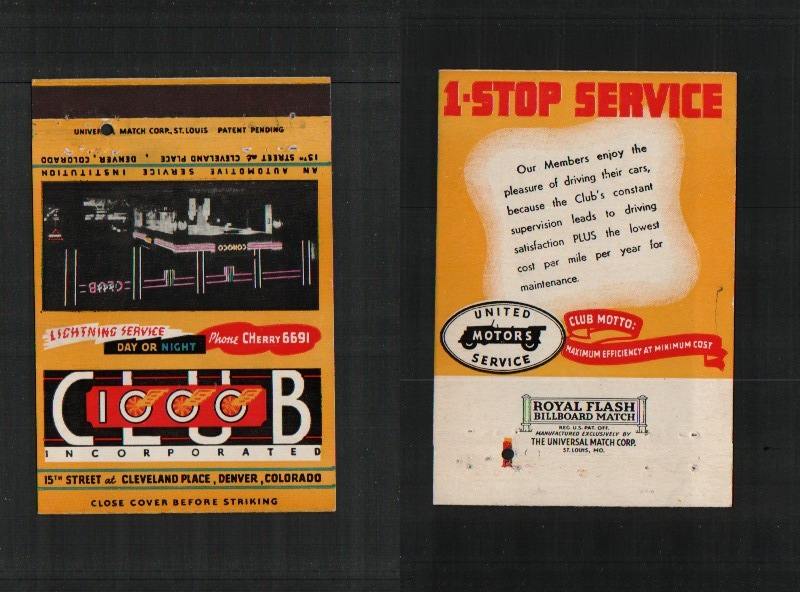 UNIVERSAL MATCH CORP., ST. LOUIS PATENT PENDING
15TH STREET at CLEVELAND PLACE, DENVER, COLORADO
AN AUTOMOTIVE SERVICE INSTITUTION
CONOCO
LIGHTNING SERVICE
DAY OR NIGHT
Phone CHerry 6691
CLUB
1000
INCORPORATED
15TH STREET at CLEVELAND PLACE, DENVER, COLORADO
CLOSE COVER BEFORE STRIKING
1-STOP SERVICE
Our Members enjoy the
pleasure of driving their cars,
because the Club's constant
supervision leads to driving
satisfaction PLUS the lowest
cost per mile per year for
maintenance.
UNITED
MOTORS
SERVICE
CLUB MOTTO:
MAXIMUM EFFICIENCY AT MINIMUM COST
ROYAL FLASH
BILLBOARD MATCH
REG. U.S. PAT. OFF.
MANUFACTURED EXCLUSIVELY BY
THE UNIVERSAL MATCH CORP.
ST. LOUIS, MO.